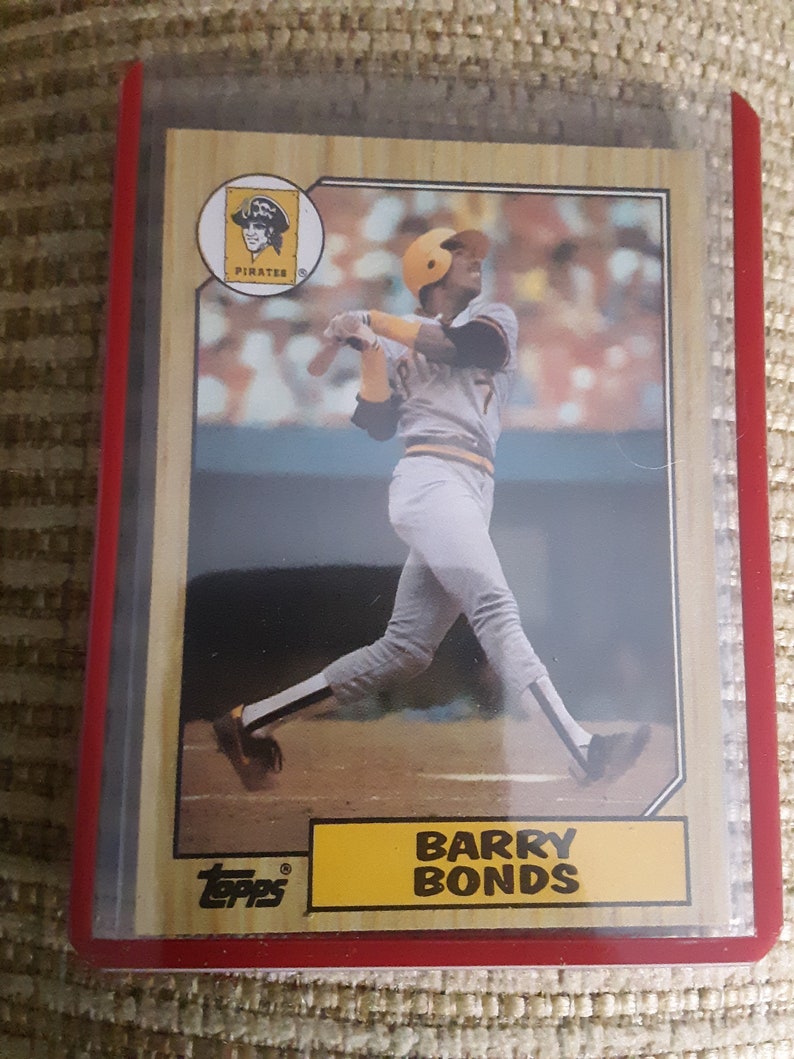 PIRATES
®
topps®
BARRY
BONDS